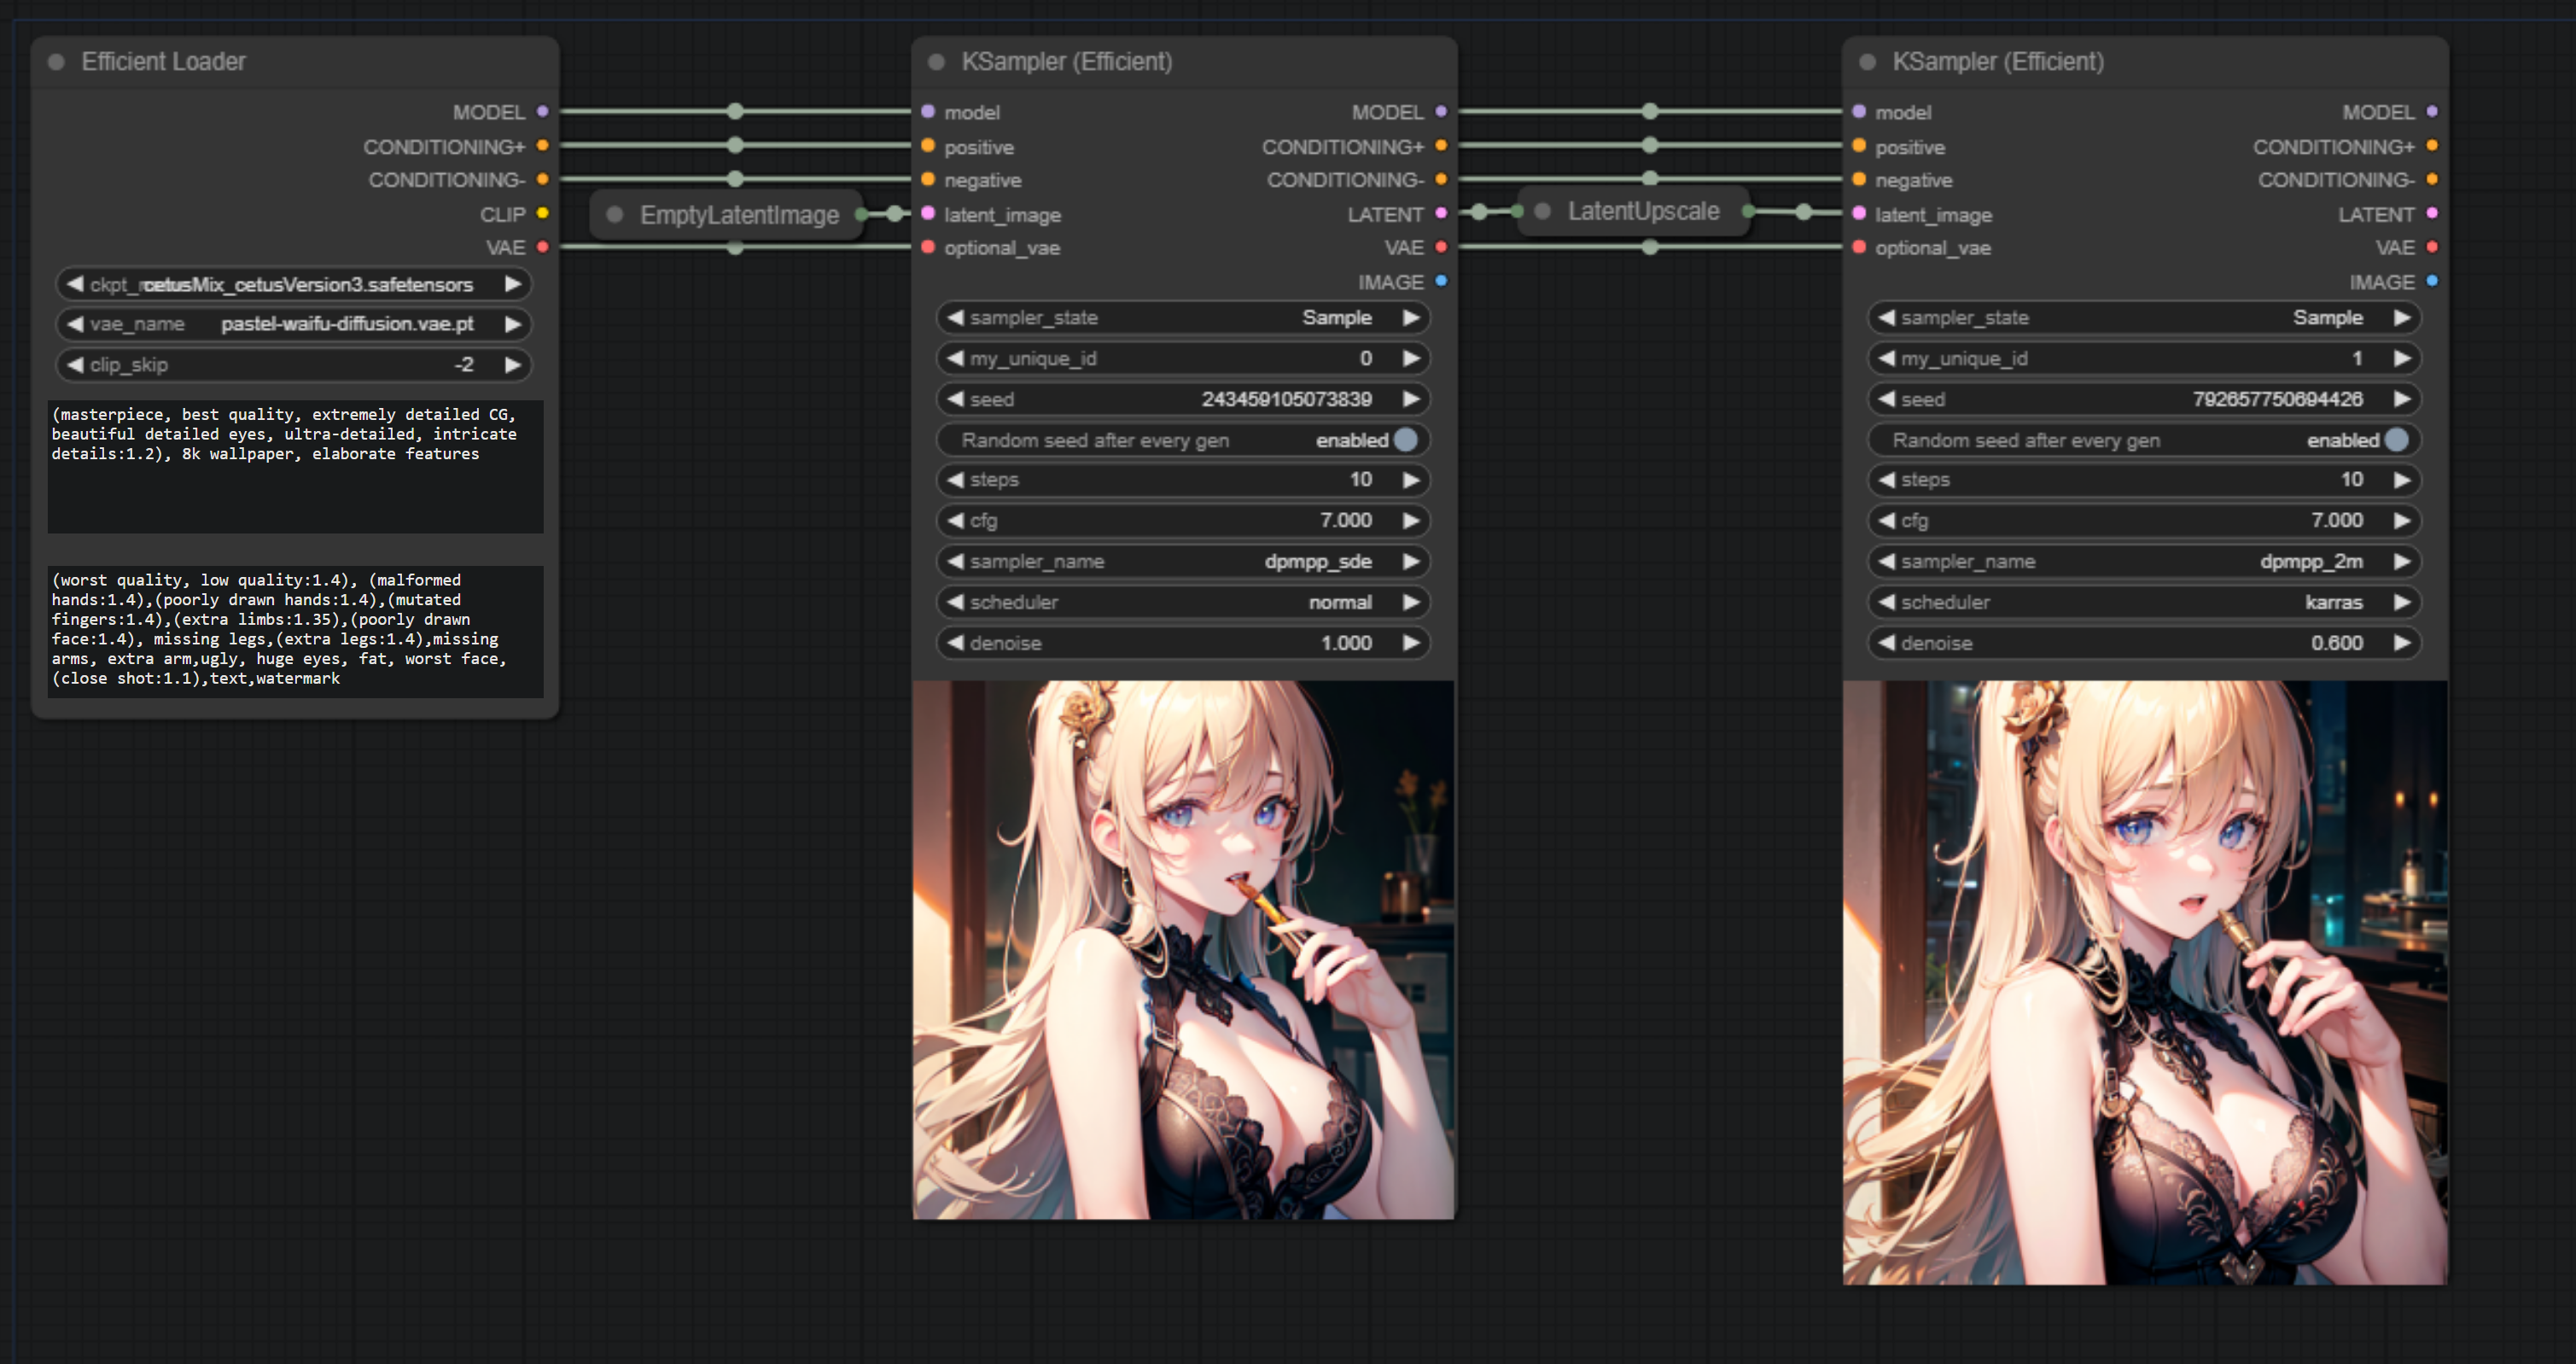 Efficient Loader
MODEL
CONDITIONING+
CONDITIONING-
CLIP
VAE
cetusMix_cetusVersion3.safetensors
vae_name pastel-waifu-diffusion.vae.pt
clip_skip -2
(masterpiece, best quality, extremely detailed CG,
beautiful detailed eyes, ultra-detailed, intricate
details:1.2), 8k wallpaper, elaborate features
(worst quality, low quality:1.4), (malformed
hands:1.4),(poorly drawn hands:1.4),(mutated
fingers:1.4),(extra limbs:1.35),(poorly drawn
face:1.4), missing legs,(extra legs:1.4),missing
arms, extra arm,ugly, huge eyes, fat, worst face,
(close shot:1.1),text,watermark
EmptyLatentImage
KSampler (Efficient)
model MODEL
positive CONDITIONING+
negative CONDITIONING-
latent_image LATENT
optional_vae VAE
IMAGE
sampler_state Sample
my_unique_id 0
seed 243459105073839
Random seed after every gen enabled
steps 10
cfg 7.000
sampler_name dpmpp_sde
scheduler normal
denoise 1.000
LatentUpscale
KSampler (Efficient)
model MODEL
positive CONDITIONING+
negative CONDITIONING-
latent_image LATENT
optional_vae VAE
IMAGE
sampler_state Sample
my_unique_id 1
seed 792657750694426
Random seed after every gen enabled
steps 10
cfg 7.000
sampler_name dpmpp_2m
scheduler karras
denoise 0.600